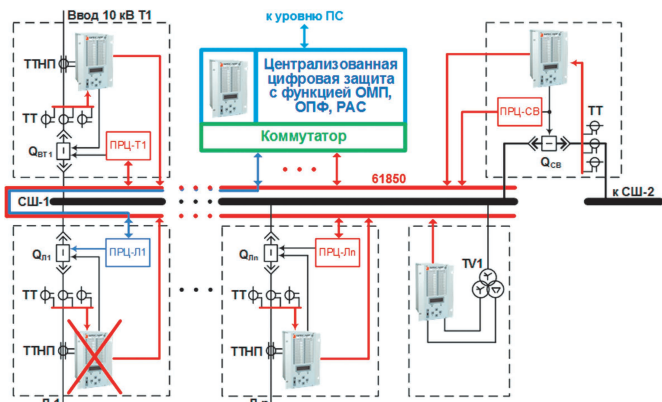 Ввод 10 кВ Т1
ТТНП
ТТ
QВТ1
ПРЦ-Т1
к уровню ПС
Централизованная
цифровая защита
с функцией ОМП,
ОПФ, РАС
Коммутатор
ПРЦ-СВ
ТТ
QСВ
61850
СШ-1
к СШ-2
QЛ1
ПРЦ-Л1
ТТ
ТТНП
QЛn
ПРЦ-Лn
ТТ
ТТНП
TV1